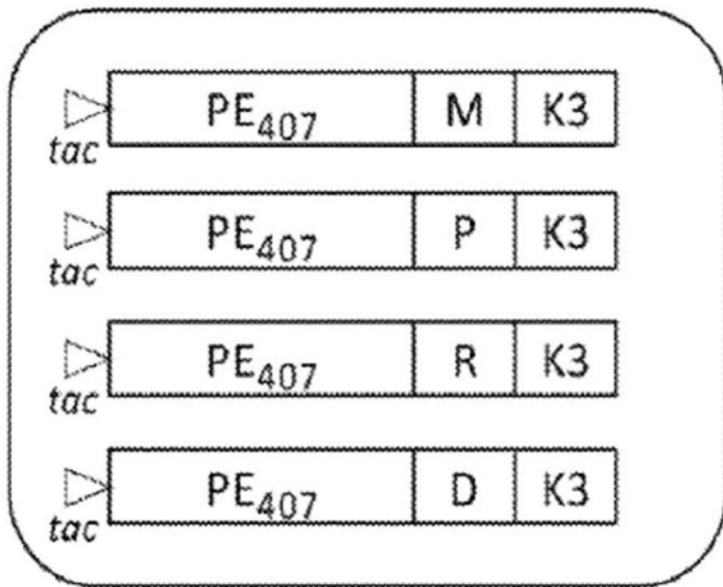 PE407 M K3
tac
PE407 P K3
tac
PE407 R K3
tac
PE407 D K3
tac